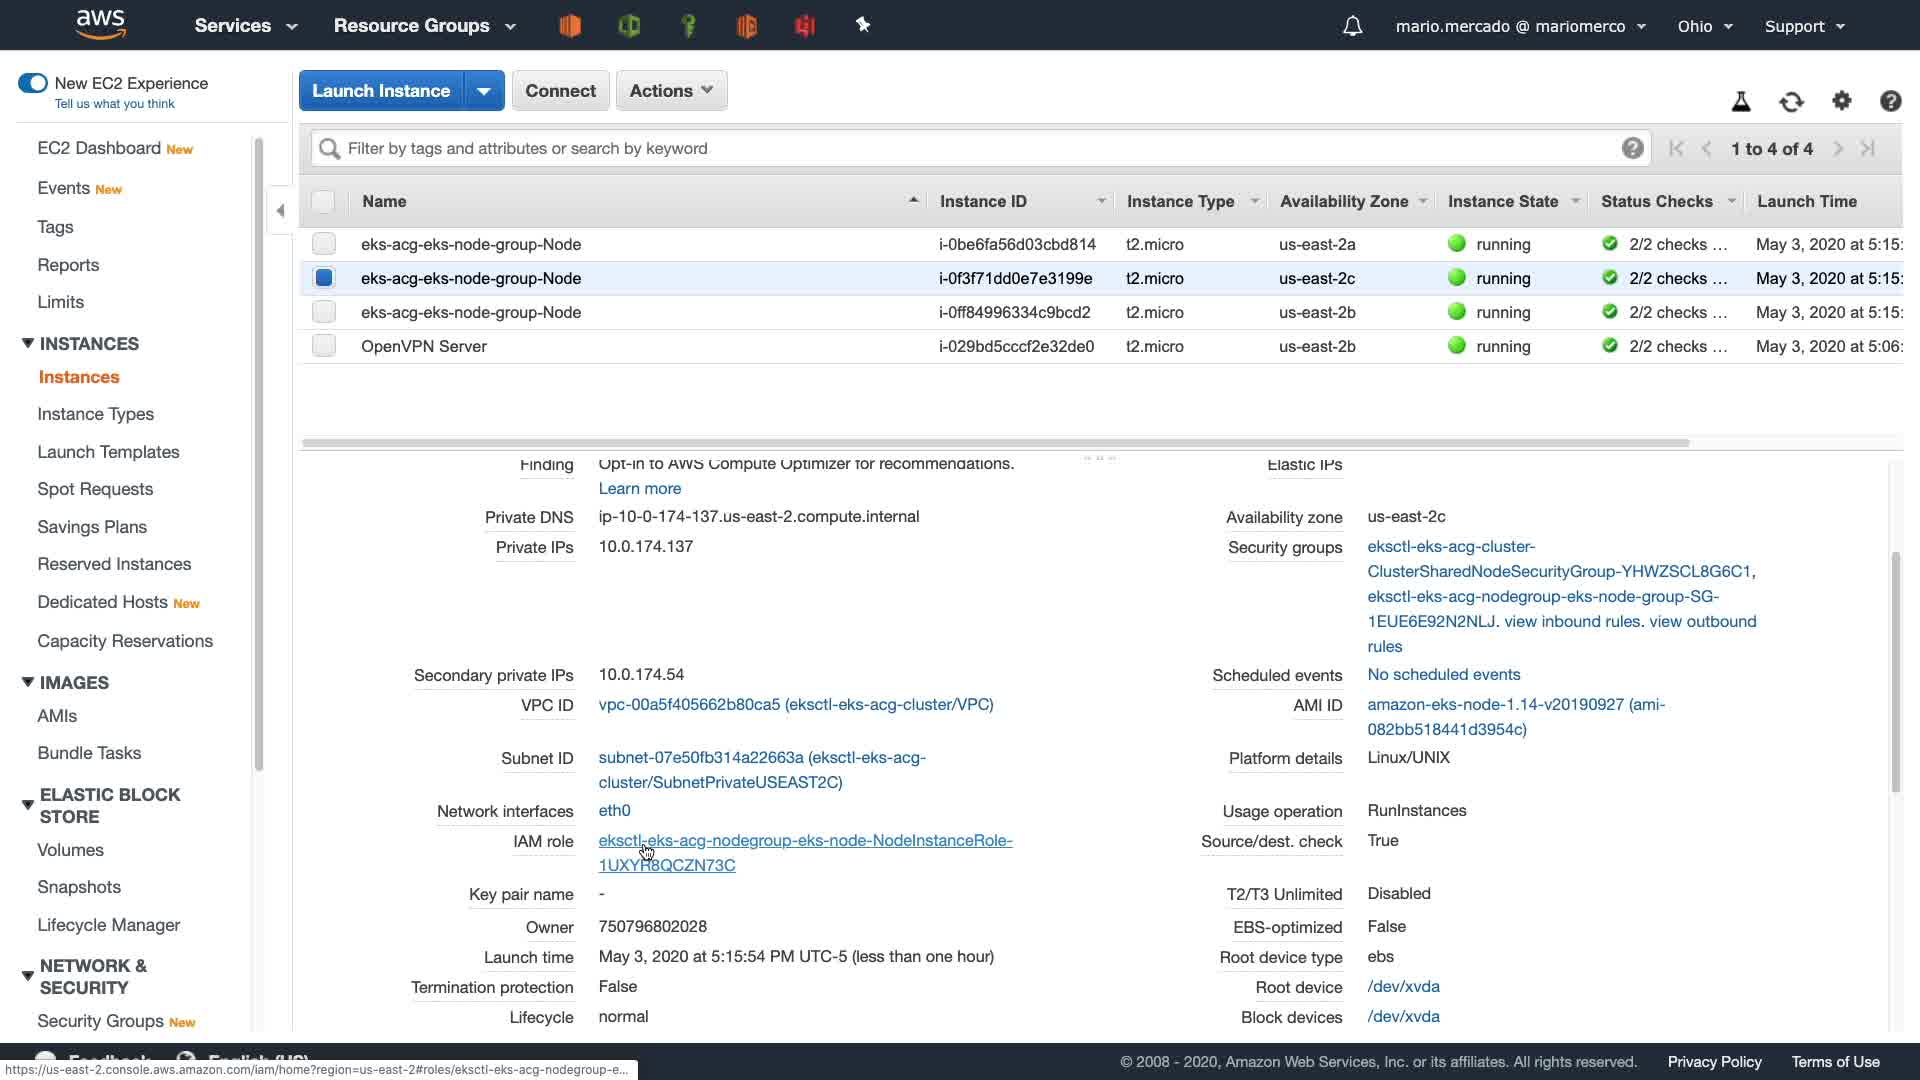 aws Services Resource Groups mario.mercado @ mariomerco Ohio Support
New EC2 Experience
Tell us what you think
EC2 Dashboard New
Events New
Tags
Reports
Limits
INSTANCES
Instances
Instance Types
Launch Templates
Spot Requests
Savings Plans
Reserved Instances
Dedicated Hosts New
Capacity Reservations
IMAGES
AMIs
Bundle Tasks
ELASTIC BLOCK
STORE
Volumes
Snapshots
Lifecycle Manager
NETWORK &
SECURITY
Security Groups New
Launch Instance Connect Actions
Filter by tags and attributes or search by keyword 1 to 4 of 4
Name Instance ID Instance Type Availability Zone Instance State Status Checks Launch Time
eks-acg-eks-node-group-Node i-0be6fa56d03cbd814 t2.micro us-east-2a running 2/2 checks ... May 3, 2020 at 5:15:
eks-acg-eks-node-group-Node i-0f3f71dd0e7e3199e t2.micro us-east-2c running 2/2 checks ... May 3, 2020 at 5:15:
eks-acg-eks-node-group-Node i-0ff84996334c9bcd2 t2.micro us-east-2b running 2/2 checks ... May 3, 2020 at 5:15:
OpenVPN Server i-029bd5cccf2e32de0 t2.micro us-east-2b running 2/2 checks ... May 3, 2020 at 5:06:
Finding Opt-in to AWS Compute Optimizer for recommendations.
Learn more
Private DNS ip-10-0-174-137.us-east-2.compute.internal
Private IPs 10.0.174.137
Secondary private IPs 10.0.174.54
VPC ID vpc-00a5f405662b80ca5 (eksctl-eks-acg-cluster/VPC)
Subnet ID subnet-07e50fb314a22663a (eksctl-eks-acg-
cluster/SubnetPrivateUSEAST2C)
Network interfaces eth0
IAM role eksctl-eks-acg-nodegroup-eks-node-NodeInstanceRole-
1UXYR8QCZN73C
Key pair name -
Owner 750796802028
Launch time May 3, 2020 at 5:15:54 PM UTC-5 (less than one hour)
Termination protection False
Lifecycle normal
Elastic IPs
Availability zone us-east-2c
Security groups eksctl-eks-acg-cluster-
ClusterSharedNodeSecurityGroup-YHWZSCL8G6C1,
eksctl-eks-acg-nodegroup-eks-node-group-SG-
1EUE6E92N2NLJ. view inbound rules. view outbound
rules
Scheduled events No scheduled events
AMI ID amazon-eks-node-1.14-v20190927 (ami-
082bb518441d3954c)
Platform details Linux/UNIX
Usage operation RunInstances
Source/dest. check True
T2/T3 Unlimited Disabled
EBS-optimized False
Root device type ebs
Root device /dev/xvda
Block devices /dev/xvda
Feedback English (US) © 2008 - 2020, Amazon Web Services, Inc. or its affiliates. All rights reserved. Privacy Policy Terms of Use
https://us-east-2.console.aws.amazon.com/iam/home?region=us-east-2#roles/eksctl-eks-acg-nodegroup-e...